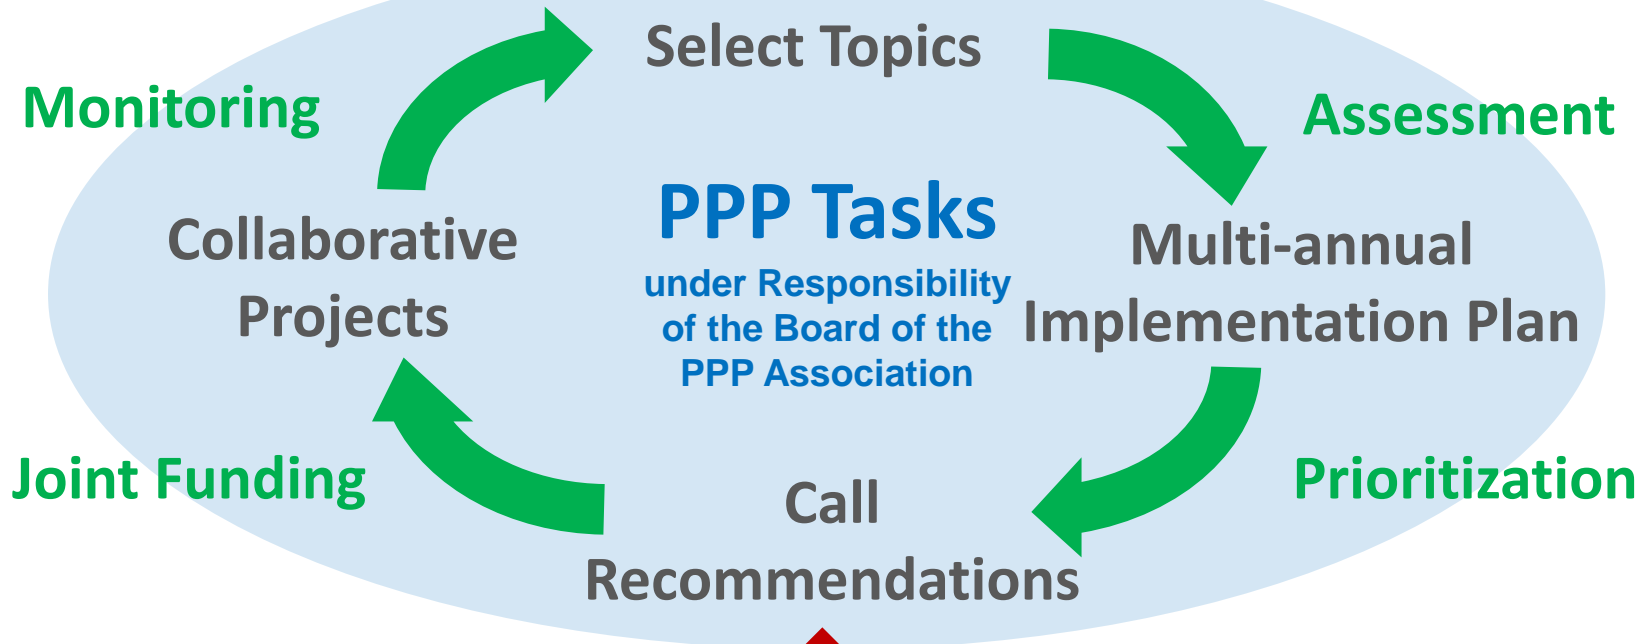 Select Topics
Monitoring
Assessment
PPP Tasks
under Responsibility
of the Board of the
PPP Association
Collaborative
Projects
Multi-annual
Implementation Plan
Joint Funding
Prioritization
Call
Recommendations